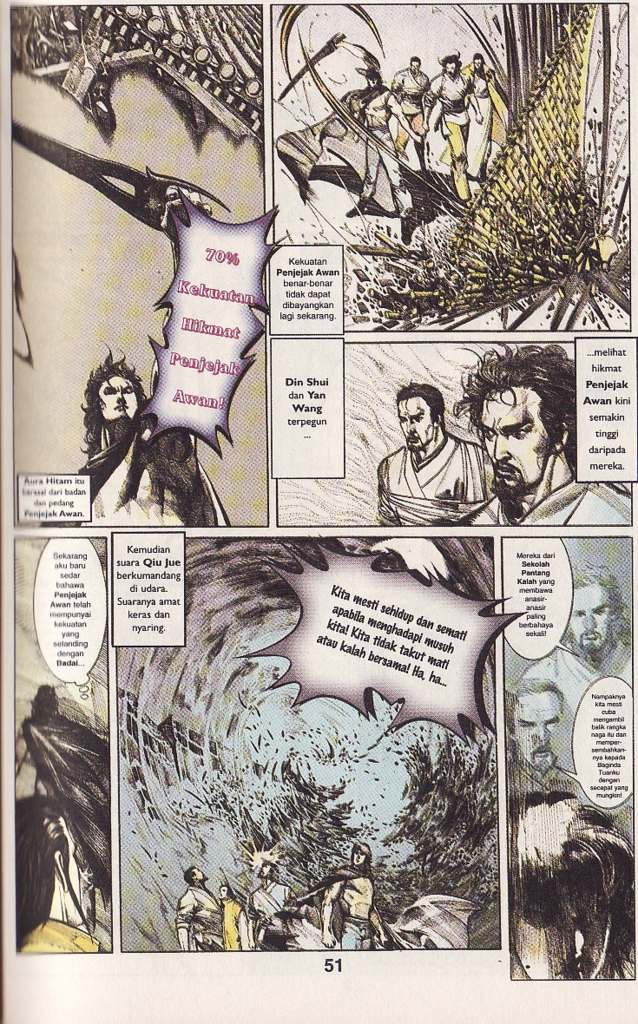 70%
Kekuatan
Hikmat
Penjejak
Awan!
Aura Hitam itu
berasal dari badan
dan pedang
Penjejak Awan.
Kekuatan
Penjejak Awan
benar-benar
tidak dapat
dibayangkan
lagi sekarang.
Din Shui
dan Yan
Wang
terpegun
...
...melihat
hikmat
Penjejak
Awan kini
semakin
tinggi
daripada
mereka.
Sekarang
aku baru
sedar
bahawa
Penjejak
Awan telah
mempunyai
kekuatan
yang
setanding
dengan
Badai...
Kemudian
suara Qiu Jue
berkumandang
di udara.
Suaranya amat
keras dan
nyaring.
Kita mesti sehidup dan semati
apabila menghadapi musuh
kita! Kita tidak takut mati
atau kalah bersama! Ha, ha...
Mereka dari
Sekolah
Pantang
Kalah yang
membawa
anasir-
anasir
paling
berbahaya
sekali!
Nampaknya
kita mesti
cuba
mengambil
balik rangka
naga itu dan
memper-
sembahkan-
nya kepada
Baginda
Tuanku
dengan
secepat yang
mungkin!
51